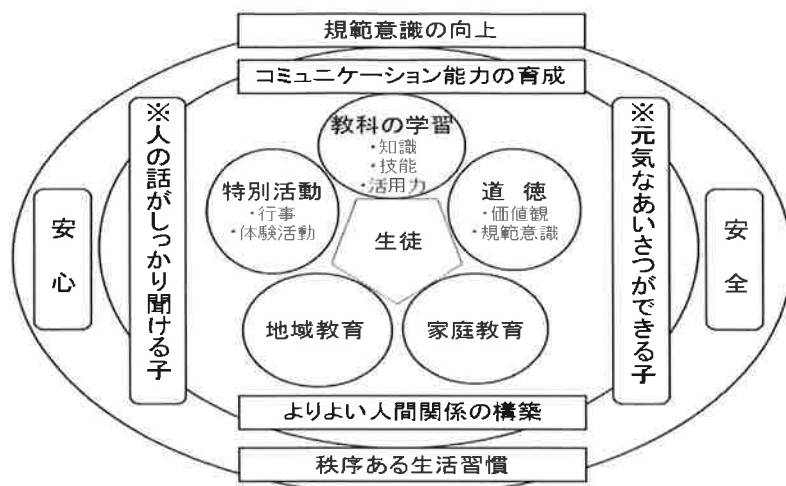 規範意識の向上
コミュニケーション能力の育成
※人の話がしっかり聞ける子
※元気なあいさつができる子
安心
安全
教科の学習
・知識
・技能
・活用力
特別活動
・行事
・体験活動
道徳
・価値観
・規範意識
生徒
地域教育
家庭教育
よりよい人間関係の構築
秩序ある生活習慣